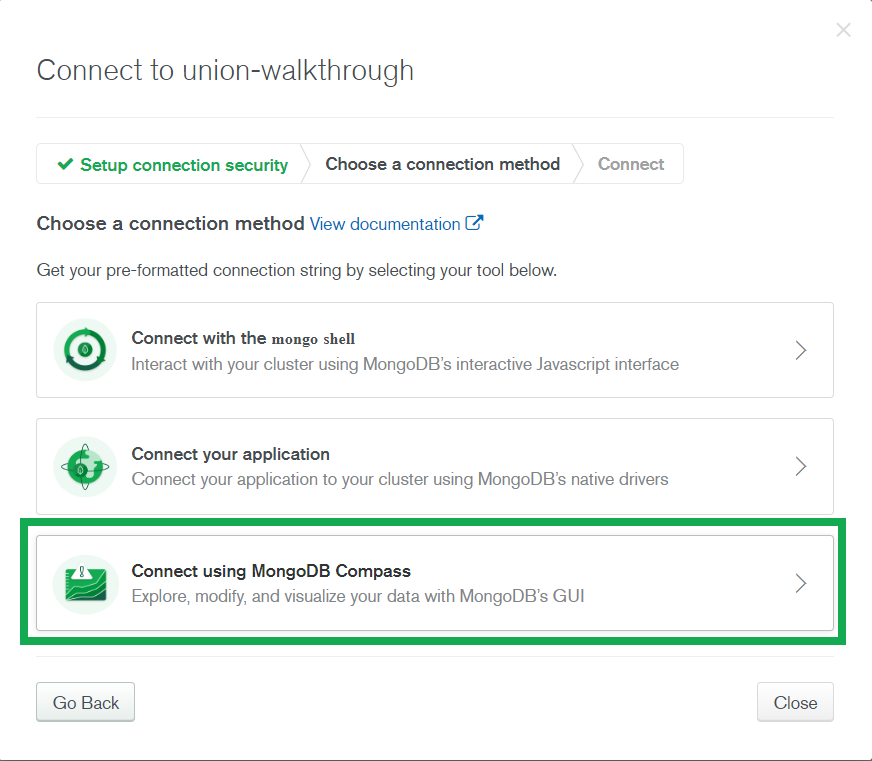 Connect to union-walkthrough
Setup connection security
Choose a connection method
Connect
Choose a connection method View documentation
Get your pre-formatted connection string by selecting your tool below.
Connect with the mongo shell
Interact with your cluster using MongoDB's interactive Javascript interface
Connect your application
Connect your application to your cluster using MongoDB's native drivers
Connect using MongoDB Compass
Explore, modify, and visualize your data with MongoDB's GUI
Go Back
Close